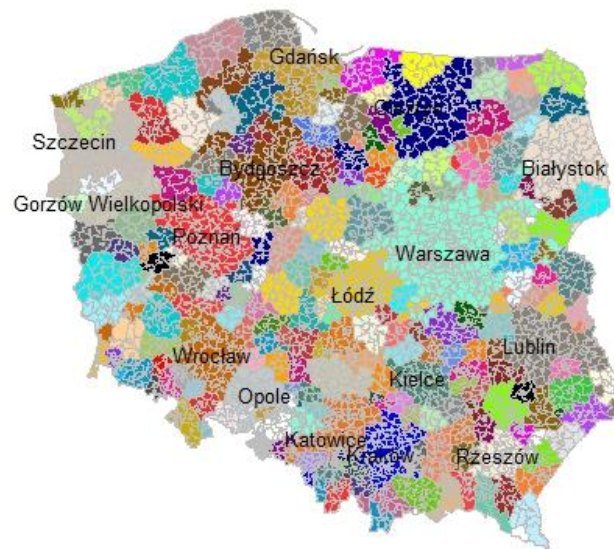 Gdańsk
Olsztyn
Szczecin
Bydgoszcz
Białystok
Gorzów Wielkopolski
Poznań
Warszawa
Łódź
Wrocław
Lublin
Kielce
Opole
Katowice
Kraków
Rzeszów